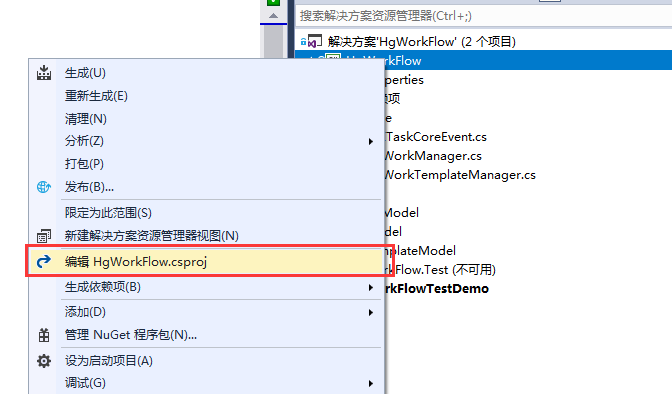 搜索解决方案资源管理器(Ctrl+;)
解决方案'HgWorkFlow' (2 个项目)
生成(U)
重新生成(E)
清理(N)
分析(Z)
打包(P)
发布(B)...
限定为此范围(S)
新建解决方案资源管理器视图(N)
编辑 HgWorkFlow.csproj
生成依赖项(B)
添加(D)
管理 NuGet 程序包(N)...
设为启动项目(A)
调试(G)
HgWorkFlow
perties
项
e
TaskCoreEvent.cs
WorkManager.cs
WorkTemplateManager.cs
Model
del
mplateModel
rkFlow.Test (不可用)
rkFlowTestDemo